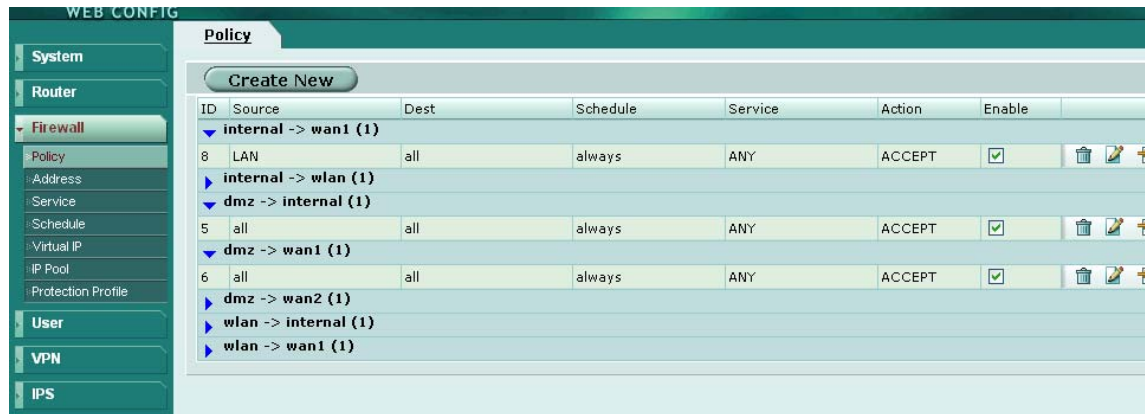 WEB CONFIG
Policy
System
Router
Firewall
Policy
Address
Service
Schedule
Virtual IP
IP Pool
Protection Profile
User
VPN
IPS
Create New
ID Source Dest Schedule Service Action Enable
internal -> wan1 (1)
8 LAN all always ANY ACCEPT
internal -> wlan (1)
dmz -> internal (1)
5 all all always ANY ACCEPT
dmz -> wan1 (1)
6 all all always ANY ACCEPT
dmz -> wan2 (1)
wlan -> internal (1)
wlan -> wan1 (1)